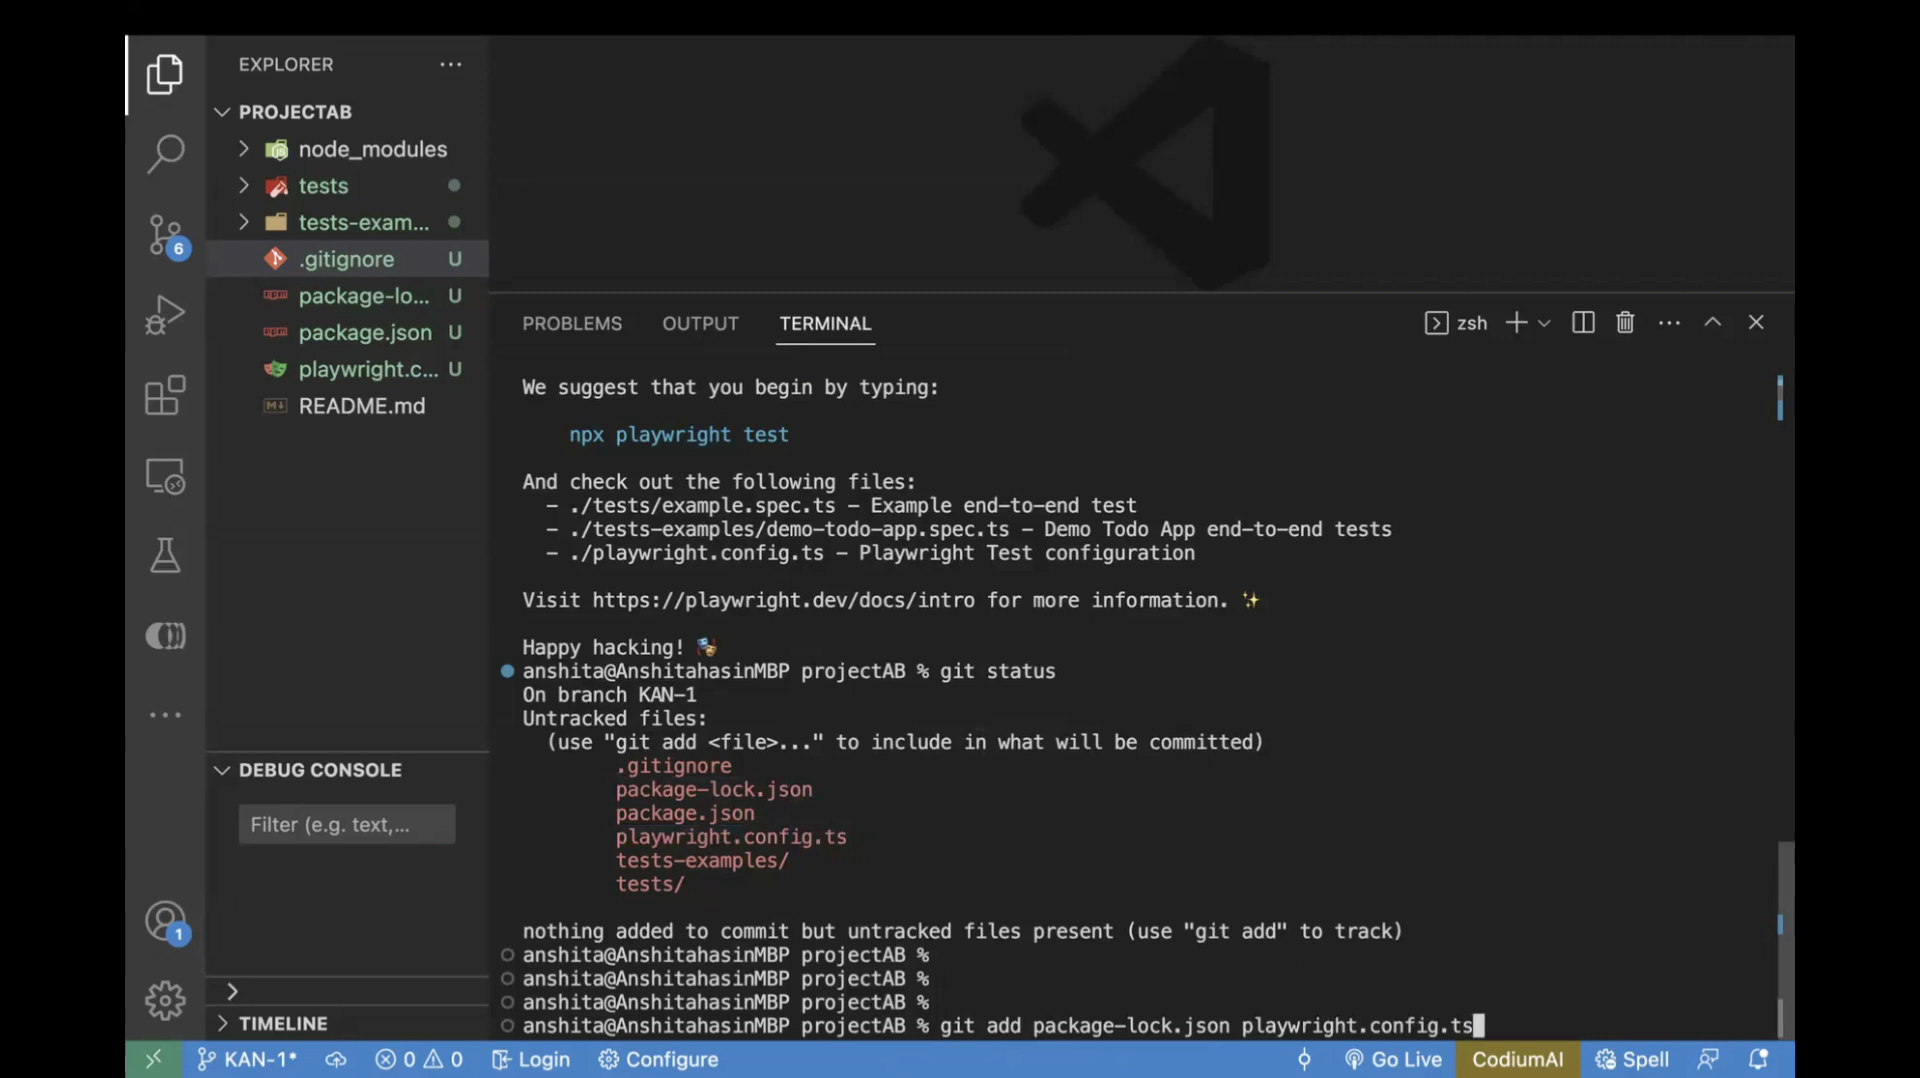 EXPLORER
PROJECTAB
node_modules
tests
tests-exam...
.gitignore U
package-lo... U
package.json U
playwright.c... U
README.md
6
DEBUG CONSOLE
Filter (e.g. text,...
1
TIMELINE
PROBLEMS OUTPUT TERMINAL
zsh
We suggest that you begin by typing:
npx playwright test
And check out the following files:
- ./tests/example.spec.ts - Example end-to-end test
- ./tests-examples/demo-todo-app.spec.ts - Demo Todo App end-to-end tests
- ./playwright.config.ts - Playwright Test configuration
Visit https://playwright.dev/docs/intro for more information. ✨
Happy hacking! 🎭
anshita@AnshitahasinMBP projectAB % git status
On branch KAN-1
Untracked files:
(use "git add <file>..." to include in what will be committed)
.gitignore
package-lock.json
package.json
playwright.config.ts
tests-examples/
tests/
nothing added to commit but untracked files present (use "git add" to track)
anshita@AnshitahasinMBP projectAB %
anshita@AnshitahasinMBP projectAB %
anshita@AnshitahasinMBP projectAB %
anshita@AnshitahasinMBP projectAB % git add package-lock.json playwright.config.ts
KAN-1* 0 0 Login Configure Go Live CodiumAI Spell